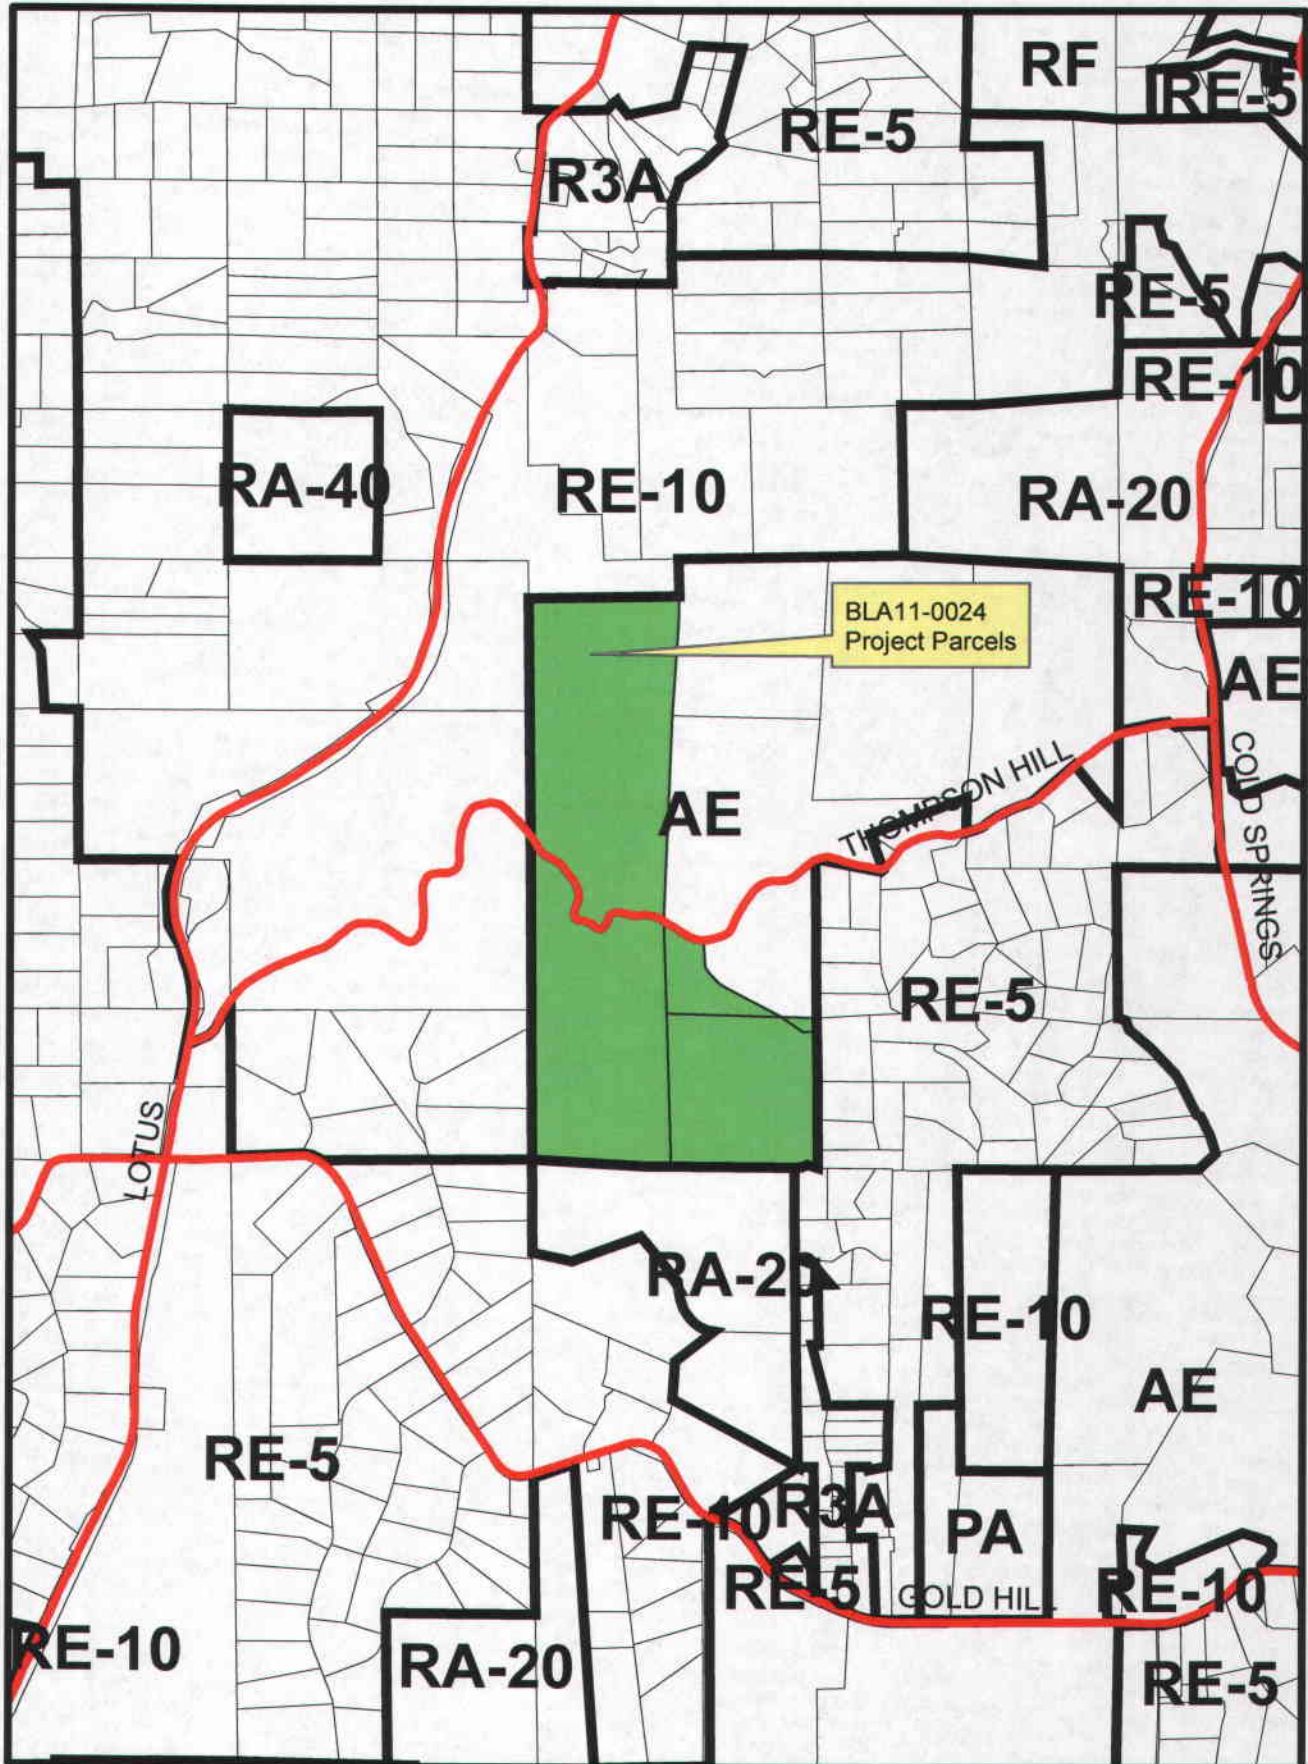 RF
RE-5
RE-5
R3A
RE-5
RE-10
RA-40
RE-10
RA-20
RE-10
BLA11-0024
Project Parcels
AE
AE
THOMPSON HILL
COLD SPRINGS
RE-5
LOTUS
RA-20
RE-10
AE
RE-5
RE-10
R3A
PA
RE-5
GOLD HILL
RE-10
RE-10
RA-20
RE-5